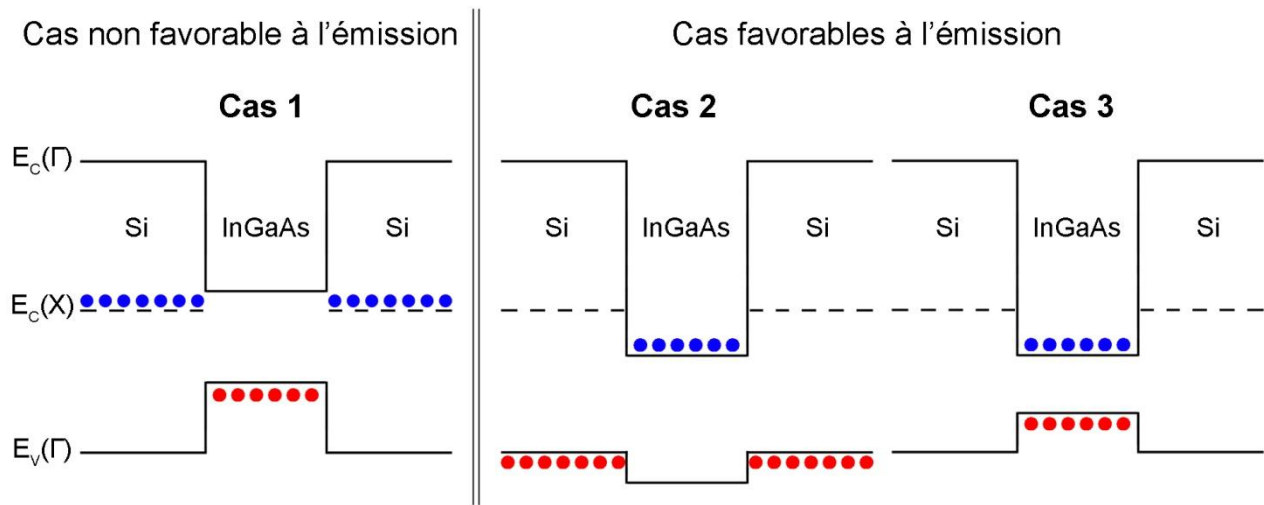 Cas non favorable à l'émission
Cas favorables à l'émission
Cas 1
Cas 2
Cas 3
E_C(Γ)
Si
InGaAs
Si
Si
InGaAs
Si
Si
InGaAs
Si
E_C(X)
E_V(Γ)